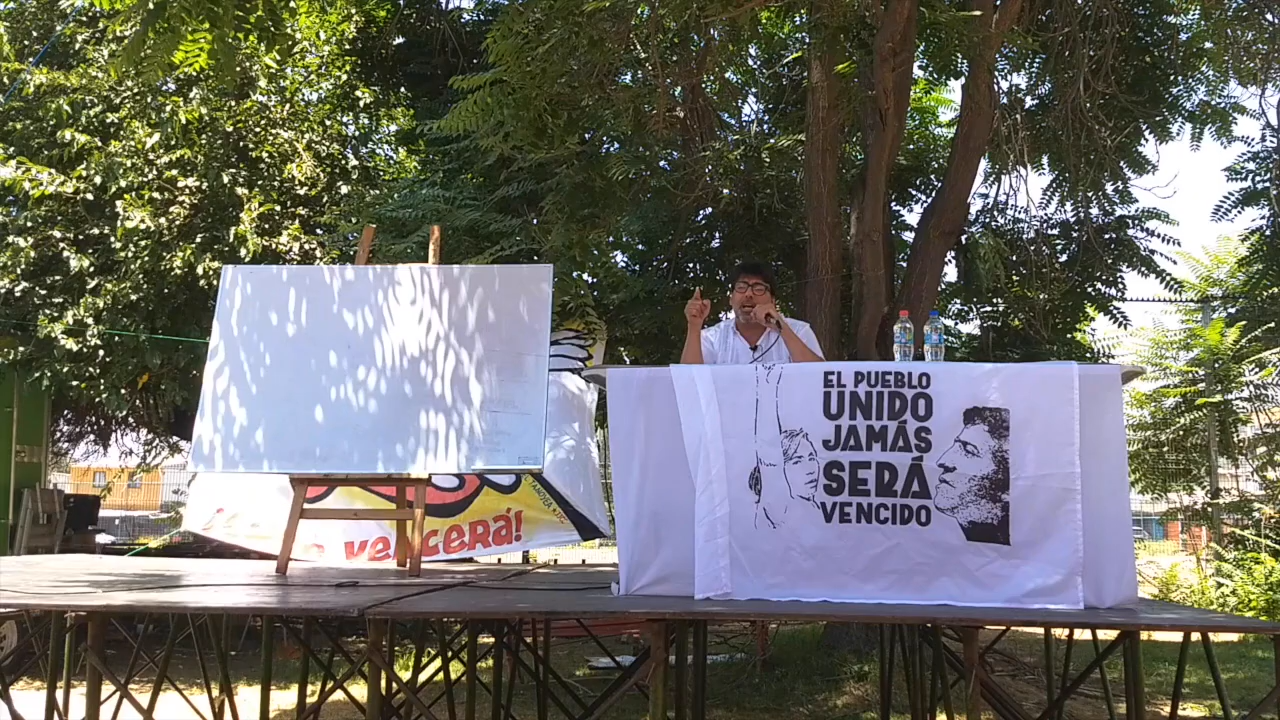 EL PUEBLO
UNIDO
JAMÁS
SERÁ
VENCIDO
VENCERÁ!